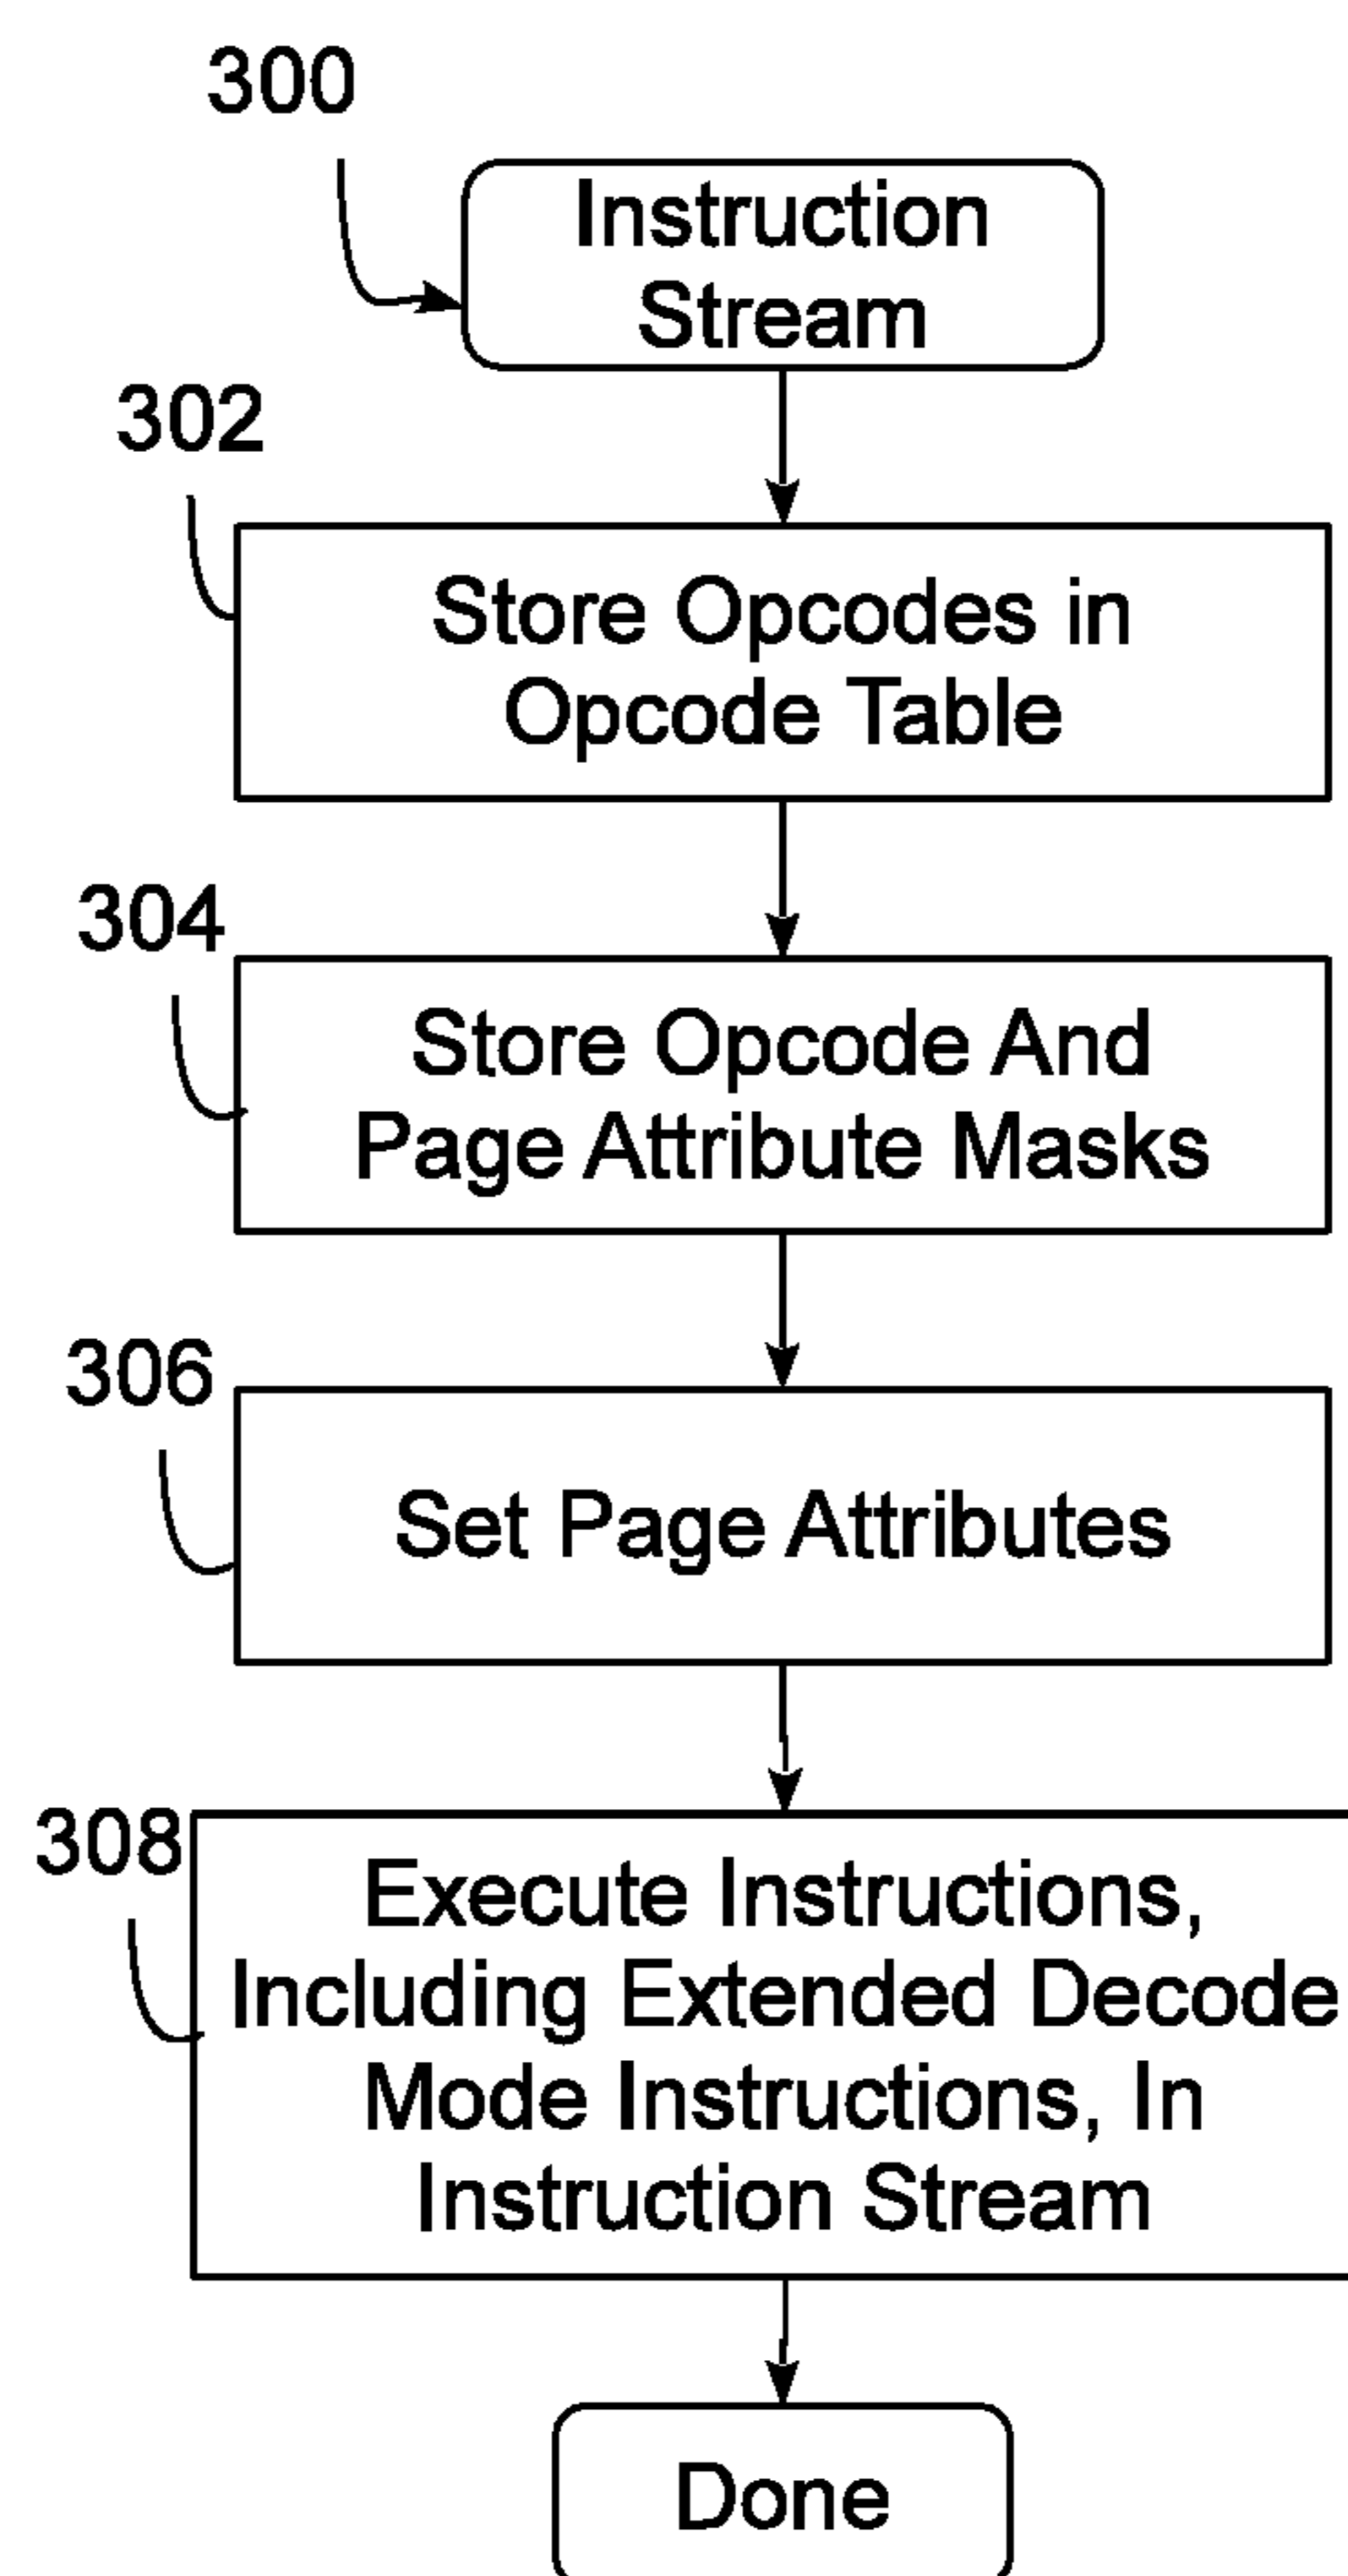 300
Instruction
Stream
302
Store Opcodes in
Opcode Table
304
Store Opcode And
Page Attribute Masks
306
Set Page Attributes
308
Execute Instructions,
Including Extended Decode
Mode Instructions, In
Instruction Stream
Done